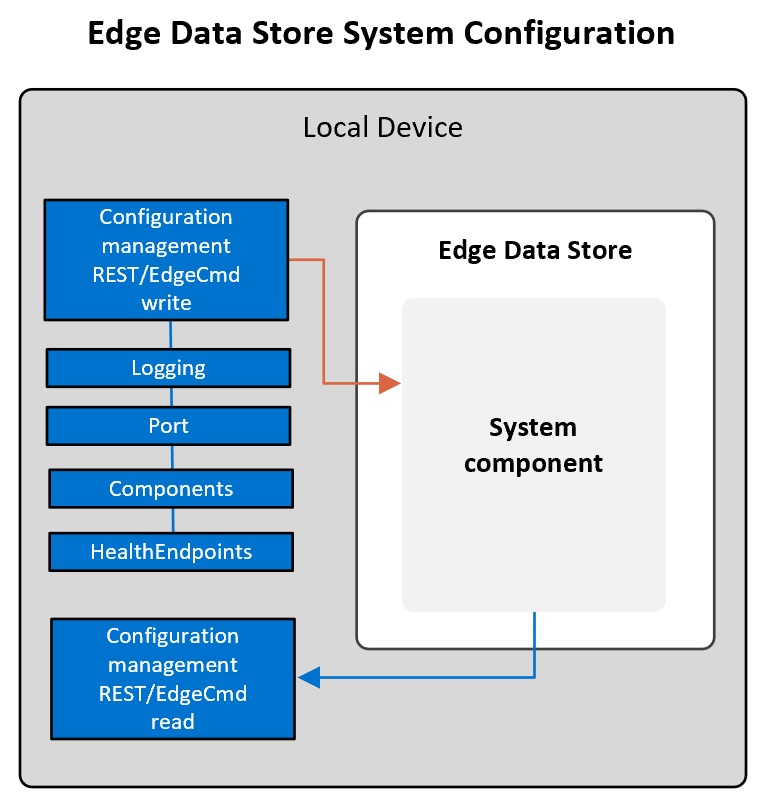 Edge Data Store System Configuration
Local Device
Configuration
management
REST/EdgeCmd
write
Logging
Port
Components
HealthEndpoints
Configuration
management
REST/EdgeCmd
read
Edge Data Store
System
component